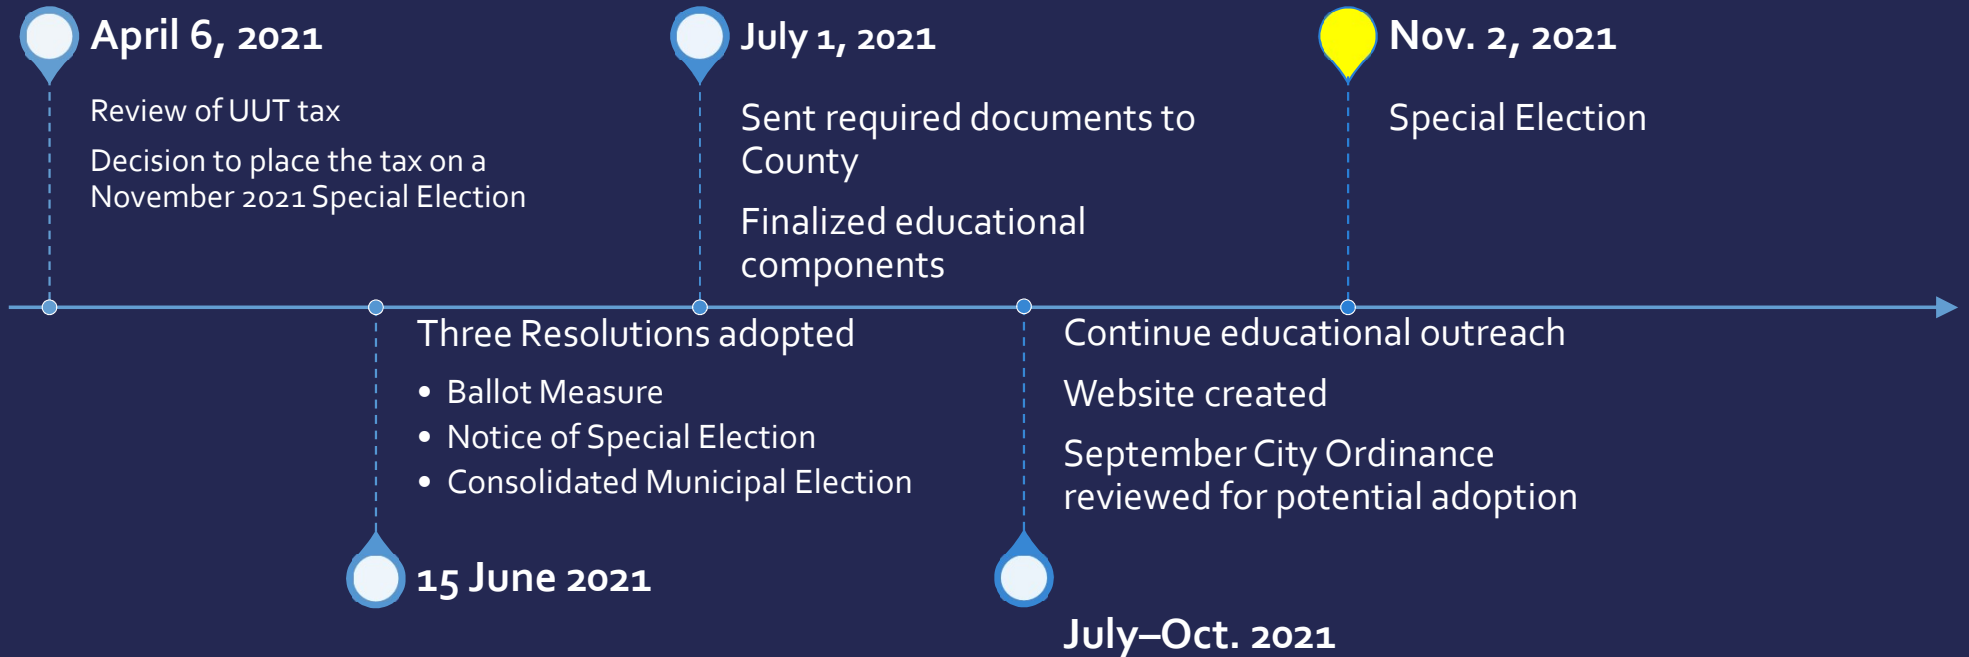 April 6, 2021
Review of UUT tax
Decision to place the tax on a
November 2021 Special Election
Three Resolutions adopted
• Ballot Measure
• Notice of Special Election
• Consolidated Municipal Election
15 June 2021
July 1, 2021
Sent required documents to
County
Finalized educational
components
Continue educational outreach
Website created
September City Ordinance
reviewed for potential adoption
July–Oct. 2021
Nov. 2, 2021
Special Election